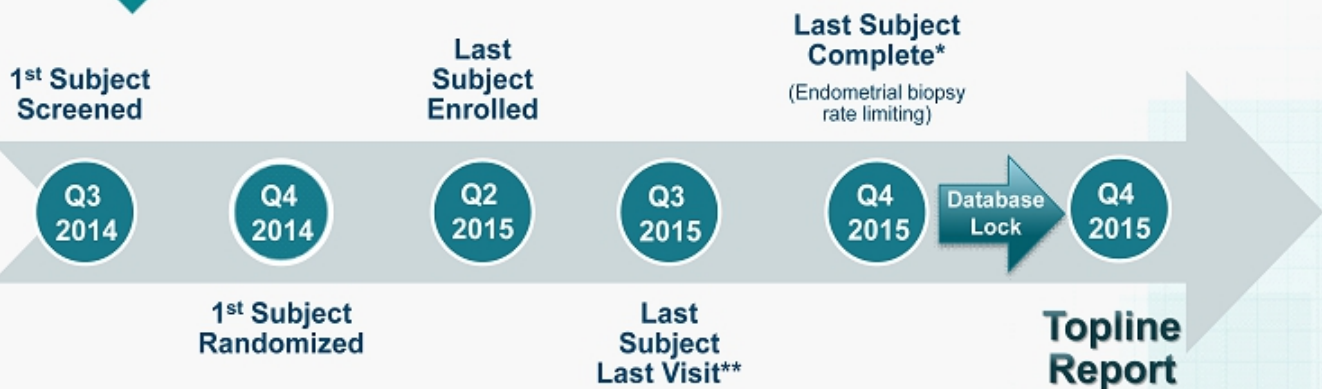 1st Subject
Screened
Last
Subject
Enrolled
Last Subject
Complete*
(Endometrial biopsy
rate limiting)
Q3
2014
Q4
2014
Q2
2015
Q3
2015
Q4
2015
Database
Lock
Q4
2015
1st Subject
Randomized
Last
Subject
Last Visit**
Topline
Report